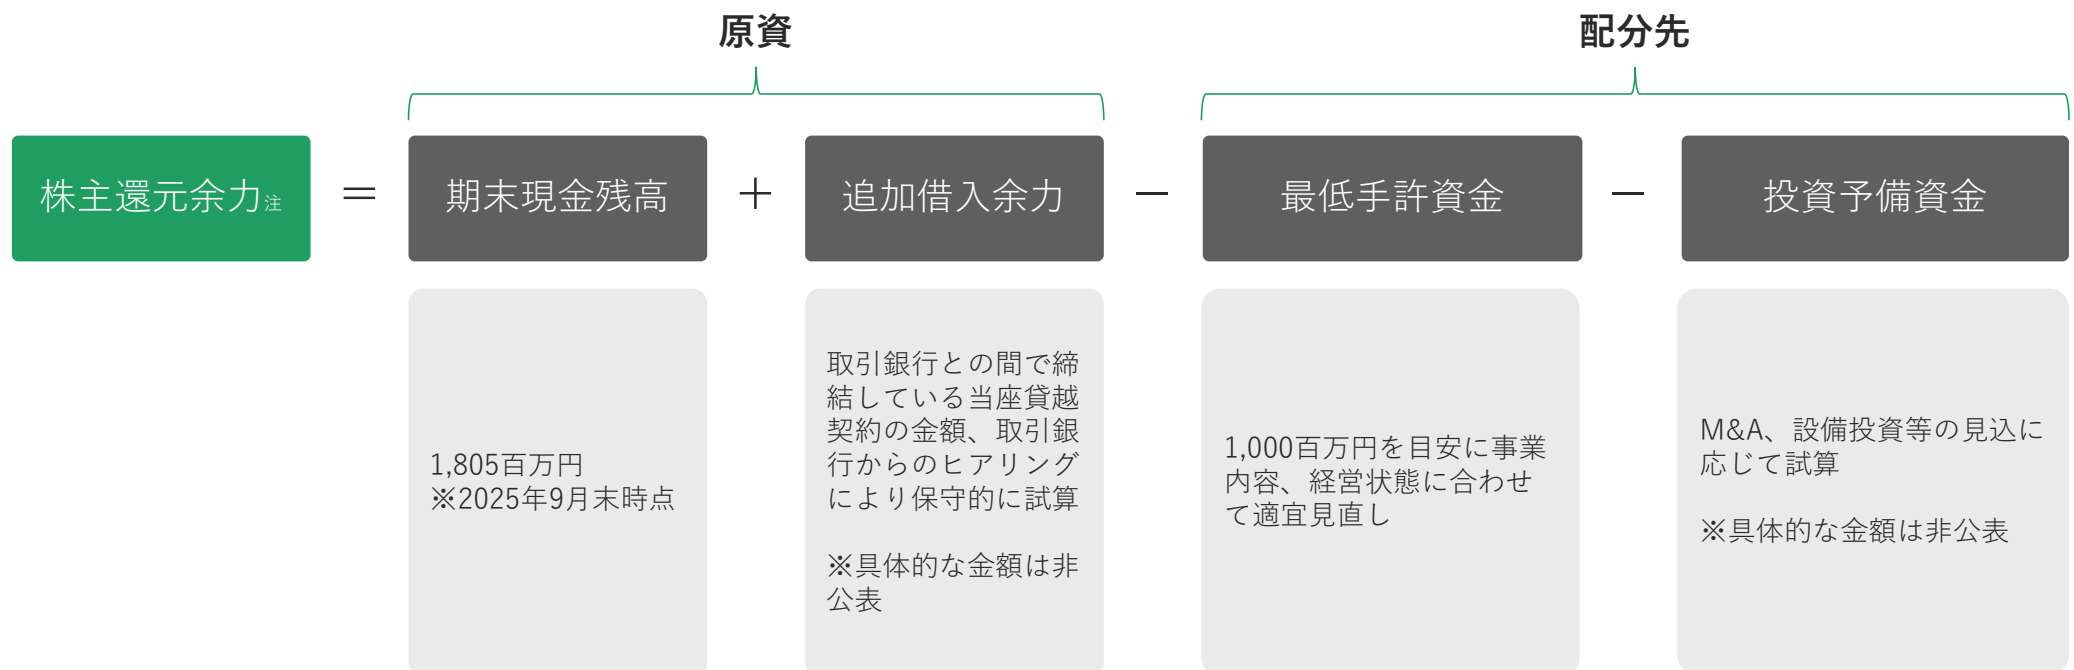 原資
配分先
株主還元余力注
＝
期末現金残高
＋
追加借入余力
－
最低手許資金
－
投資予備資金
1,805百万円
※2025年9月末時点
取引銀行との間で締
結している当座貸越
契約の金額、取引銀
行からのヒアリング
により保守的に試算
※具体的な金額は非
公表
1,000百万円を目安に事業
内容、経営状態に合わせ
て適宜見直し
M&A、設備投資等の見込に
応じて試算
※具体的な金額は非公表